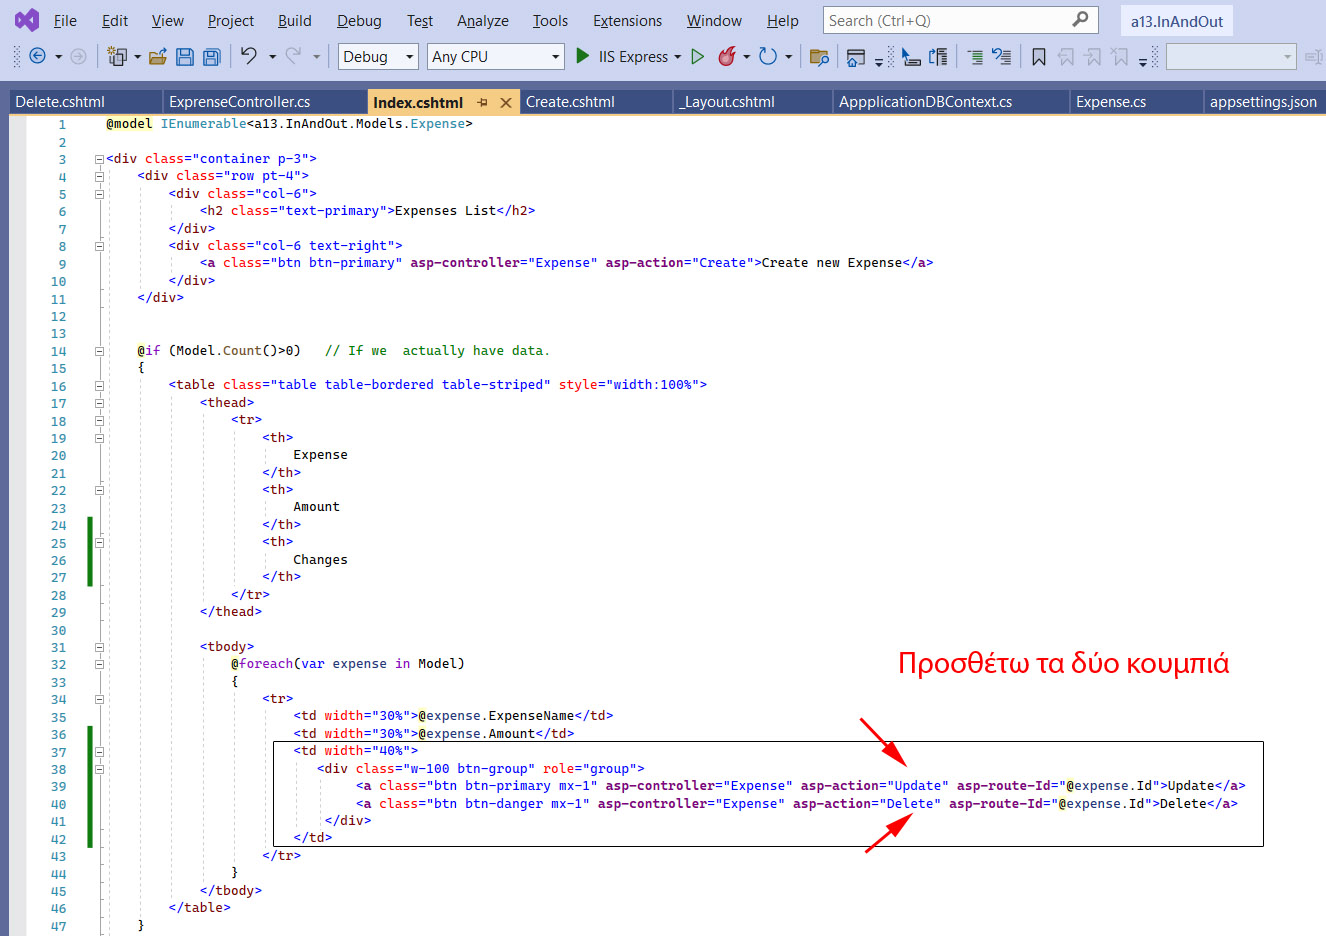 File Edit View Project Build Debug Test Analyze Tools Extensions Window Help Search (Ctrl+Q) a13.InAndOut
Debug Any CPU IIS Express
Delete.cshtml ExprenseController.cs Index.cshtml Create.cshtml _Layout.cshtml AppplicationDBContext.cs Expense.cs appsettings.json
1 @model IEnumerable<a13.InAndOut.Models.Expense>
2
3 <div class="container p-3">
4 <div class="row pt-4">
5 <div class="col-6">
6 <h2 class="text-primary">Expenses List</h2>
7 </div>
8 <div class="col-6 text-right">
9 <a class="btn btn-primary" asp-controller="Expense" asp-action="Create">Create new Expense</a>
10 </div>
11 </div>
12
13
14 @if (Model.Count()>0) // If we actually have data.
15 {
16 <table class="table table-bordered table-striped" style="width:100%">
17 <thead>
18 <tr>
19 <th>
20 Expense
21 </th>
22 <th>
23 Amount
24 </th>
25 <th>
26 Changes
27 </th>
28 </tr>
29 </thead>
30
31 <tbody>
32 @foreach(var expense in Model)
Προσθέτω τα δύο κουμπιά
33 {
34 <tr>
35 <td width="30%">@expense.ExpenseName</td>
36 <td width="30%">@expense.Amount</td>
37 <td width="40%">
38 <div class="w-100 btn-group" role="group">
39 <a class="btn btn-primary mx-1" asp-controller="Expense" asp-action="Update" asp-route-Id="@expense.Id">Update</a>
40 <a class="btn btn-danger mx-1" asp-controller="Expense" asp-action="Delete" asp-route-Id="@expense.Id">Delete</a>
41 </div>
42 </td>
43 </tr>
44 }
45 </tbody>
46 </table>
47 }